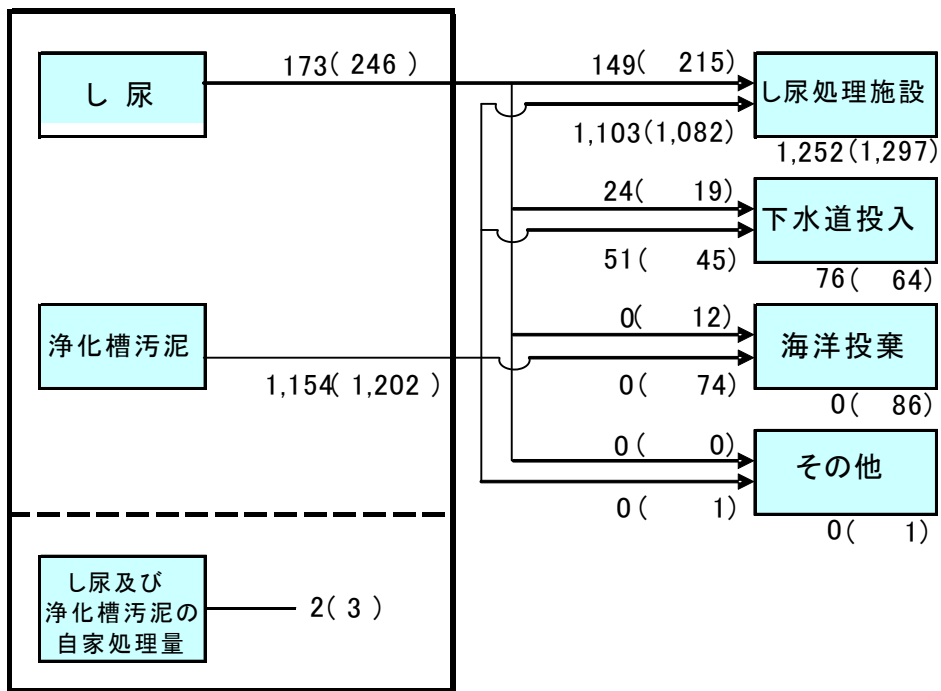 し 尿
173( 246 )
149( 215)
し尿処理施設
1,103(1,082)
1,252(1,297)
24( 19)
下水道投入
51( 45)
76( 64)
浄化槽汚泥
1,154( 1,202 )
0( 12)
海洋投棄
0( 74)
0( 86)
0( 0)
その他
0( 1)
0( 1)
し尿及び
浄化槽汚泥の
自家処理量
2( 3 )